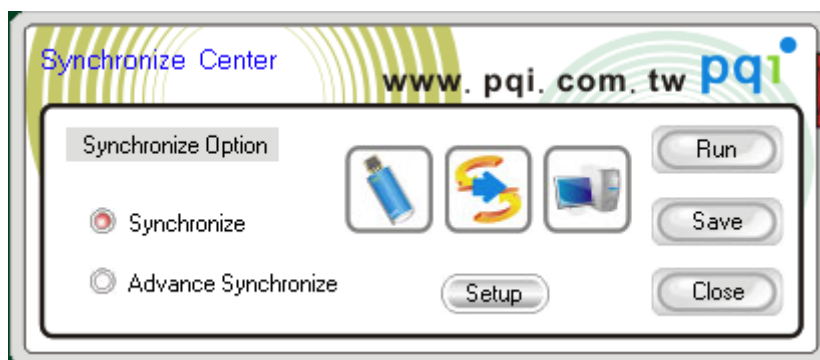 Synchronize Center
www. pqi. com. tw pqi
Synchronize Option
Run
Synchronize
Save
Advance Synchronize
Setup
Close